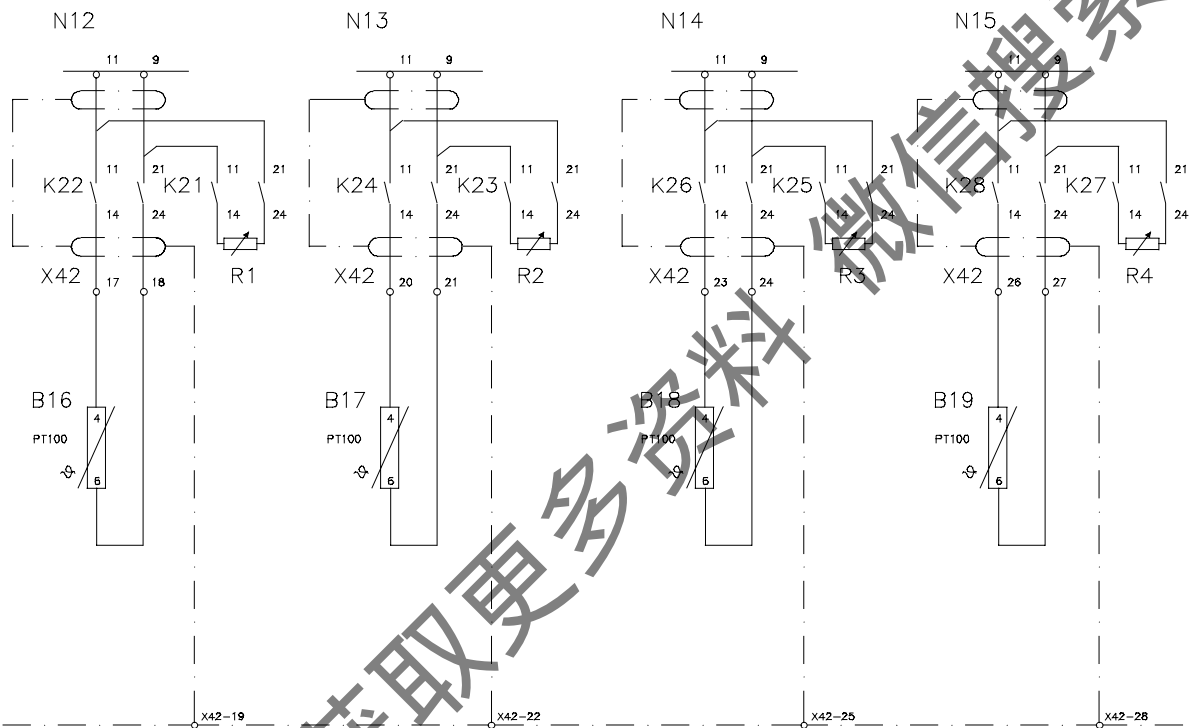 N12 N13 N14 N15
11 9 11 9 11 9 11 9
11 21 11 21 11 21 11 21 11 21 11 21 11 21 11 21
K22 K21 K24 K23 K26 K25 K28 K27
14 24 14 24 14 24 14 24 14 24 14 24 14 24 14 24
X42 17 18 R1 X42 20 21 R2 X42 23 24 R3 X42 26 27 R4
B16 4 B17 4 B18 4 B19 4
PT100 PT100 PT100 PT100
6 6 6 6
X42-19 X42-22 X42-25 X42-28
获取更多资料 微信搜索